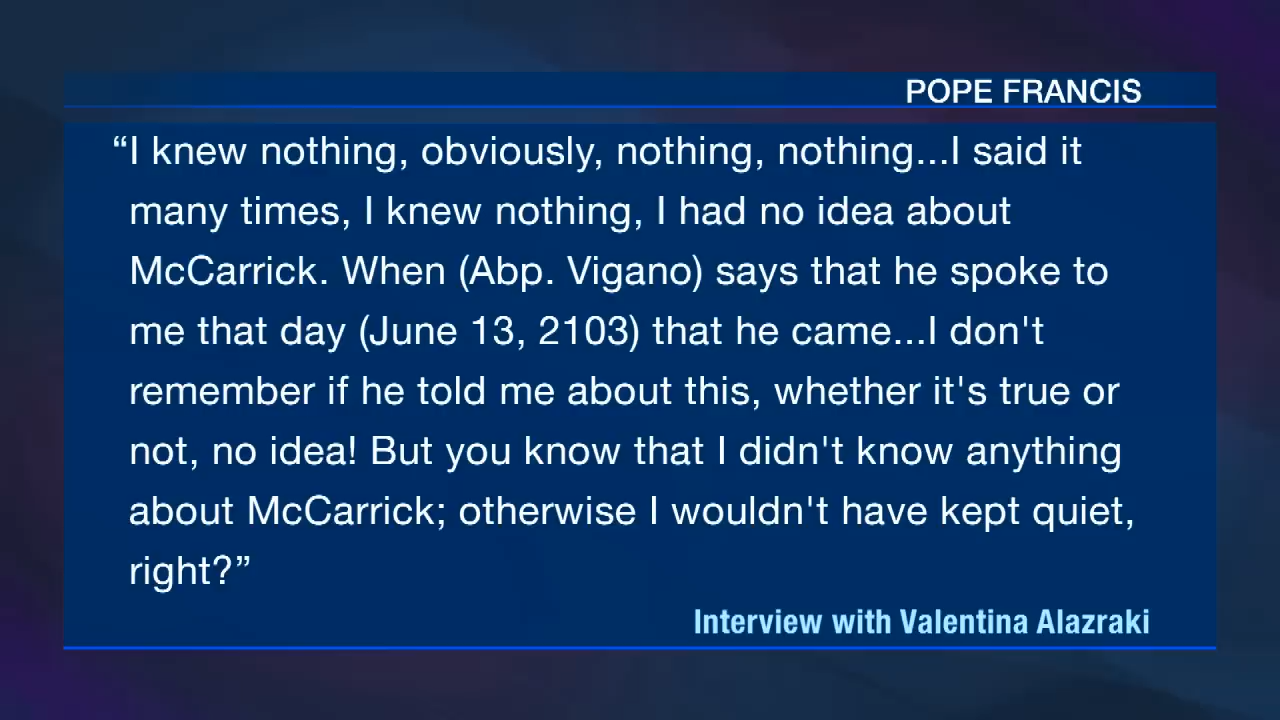 POPE FRANCIS
“I knew nothing, obviously, nothing, nothing...I said it
many times, I knew nothing, I had no idea about
McCarrick. When (Abp. Vigano) says that he spoke to
me that day (June 13, 2103) that he came...I don't
remember if he told me about this, whether it's true or
not, no idea! But you know that I didn't know anything
about McCarrick; otherwise I wouldn't have kept quiet,
right?”
Interview with Valentina Alazraki